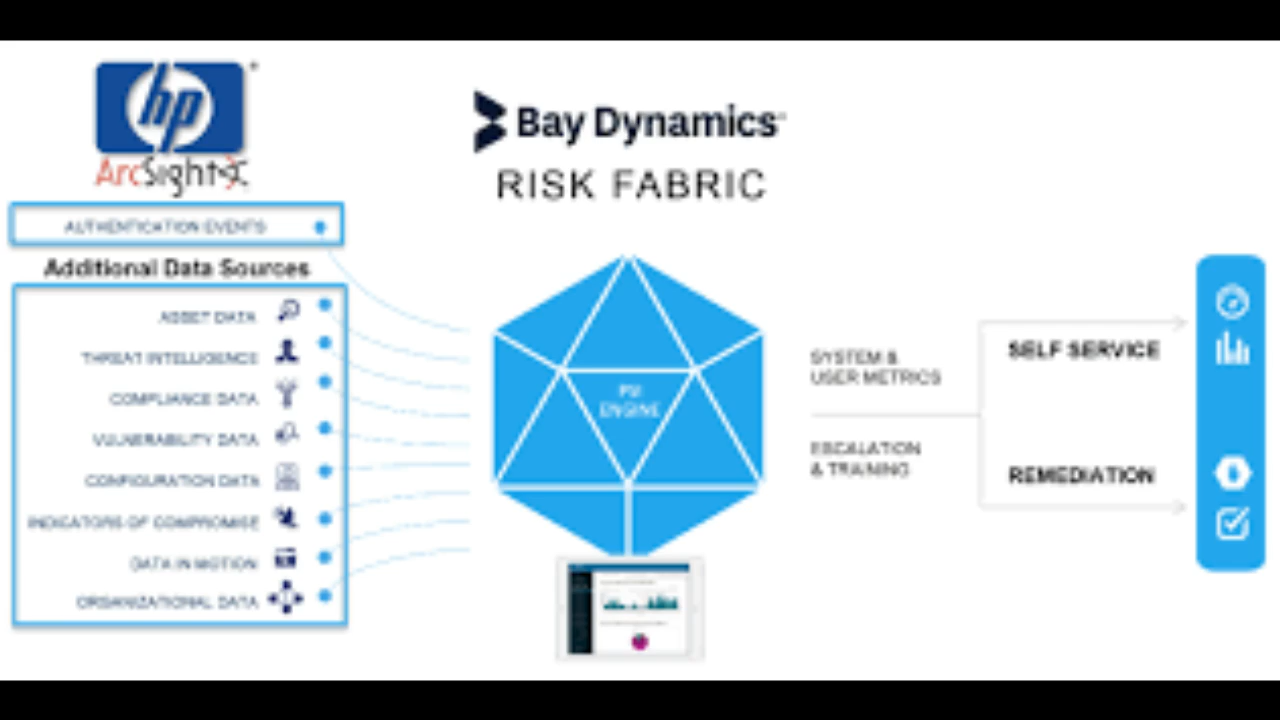 hp
ArcSight
AUTHENTICATION EVENTS
Additional Data Sources
ASSET DATA
THREAT INTELLIGENCE
COMPLIANCE DATA
VULNERABILITY DATA
CONFIGURATION DATA
INDICATORS OF COMPROMISE
DATA IN MOTION
ORGANIZATIONAL DATA
Bay Dynamics
RISK FABRIC
ENGINE
SYSTEM &
USER METRICS
ESCALATION
& TRAINING
SELF SERVICE
REMEDIATION